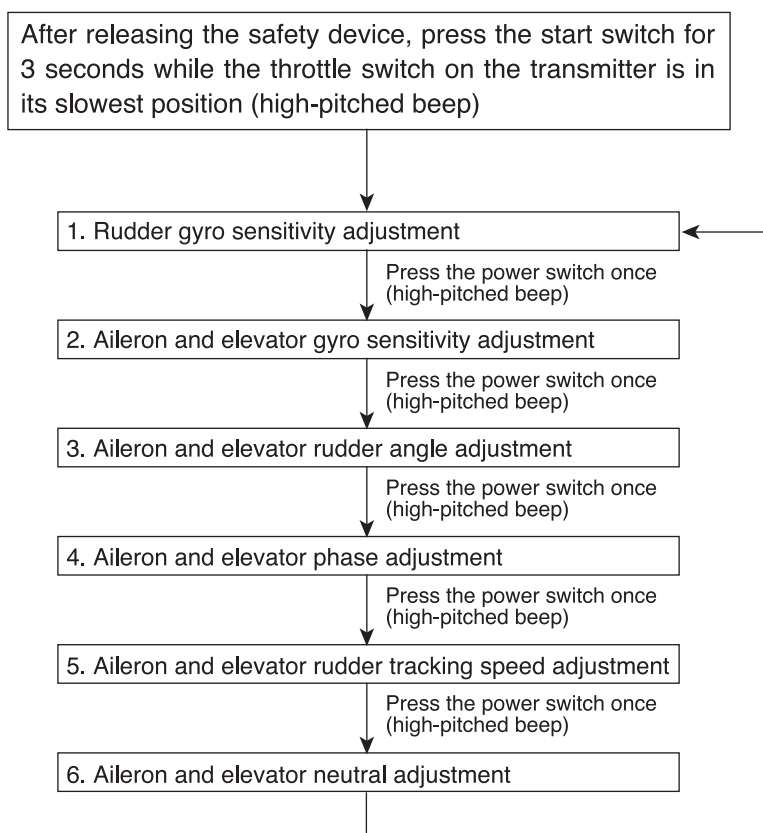 After releasing the safety device, press the start switch for
3 seconds while the throttle switch on the transmitter is in
its slowest position (high-pitched beep)
1. Rudder gyro sensitivity adjustment
Press the power switch once
(high-pitched beep)
2. Aileron and elevator gyro sensitivity adjustment
Press the power switch once
(high-pitched beep)
3. Aileron and elevator rudder angle adjustment
Press the power switch once
(high-pitched beep)
4. Aileron and elevator phase adjustment
Press the power switch once
(high-pitched beep)
5. Aileron and elevator rudder tracking speed adjustment
Press the power switch once
(high-pitched beep)
6. Aileron and elevator neutral adjustment